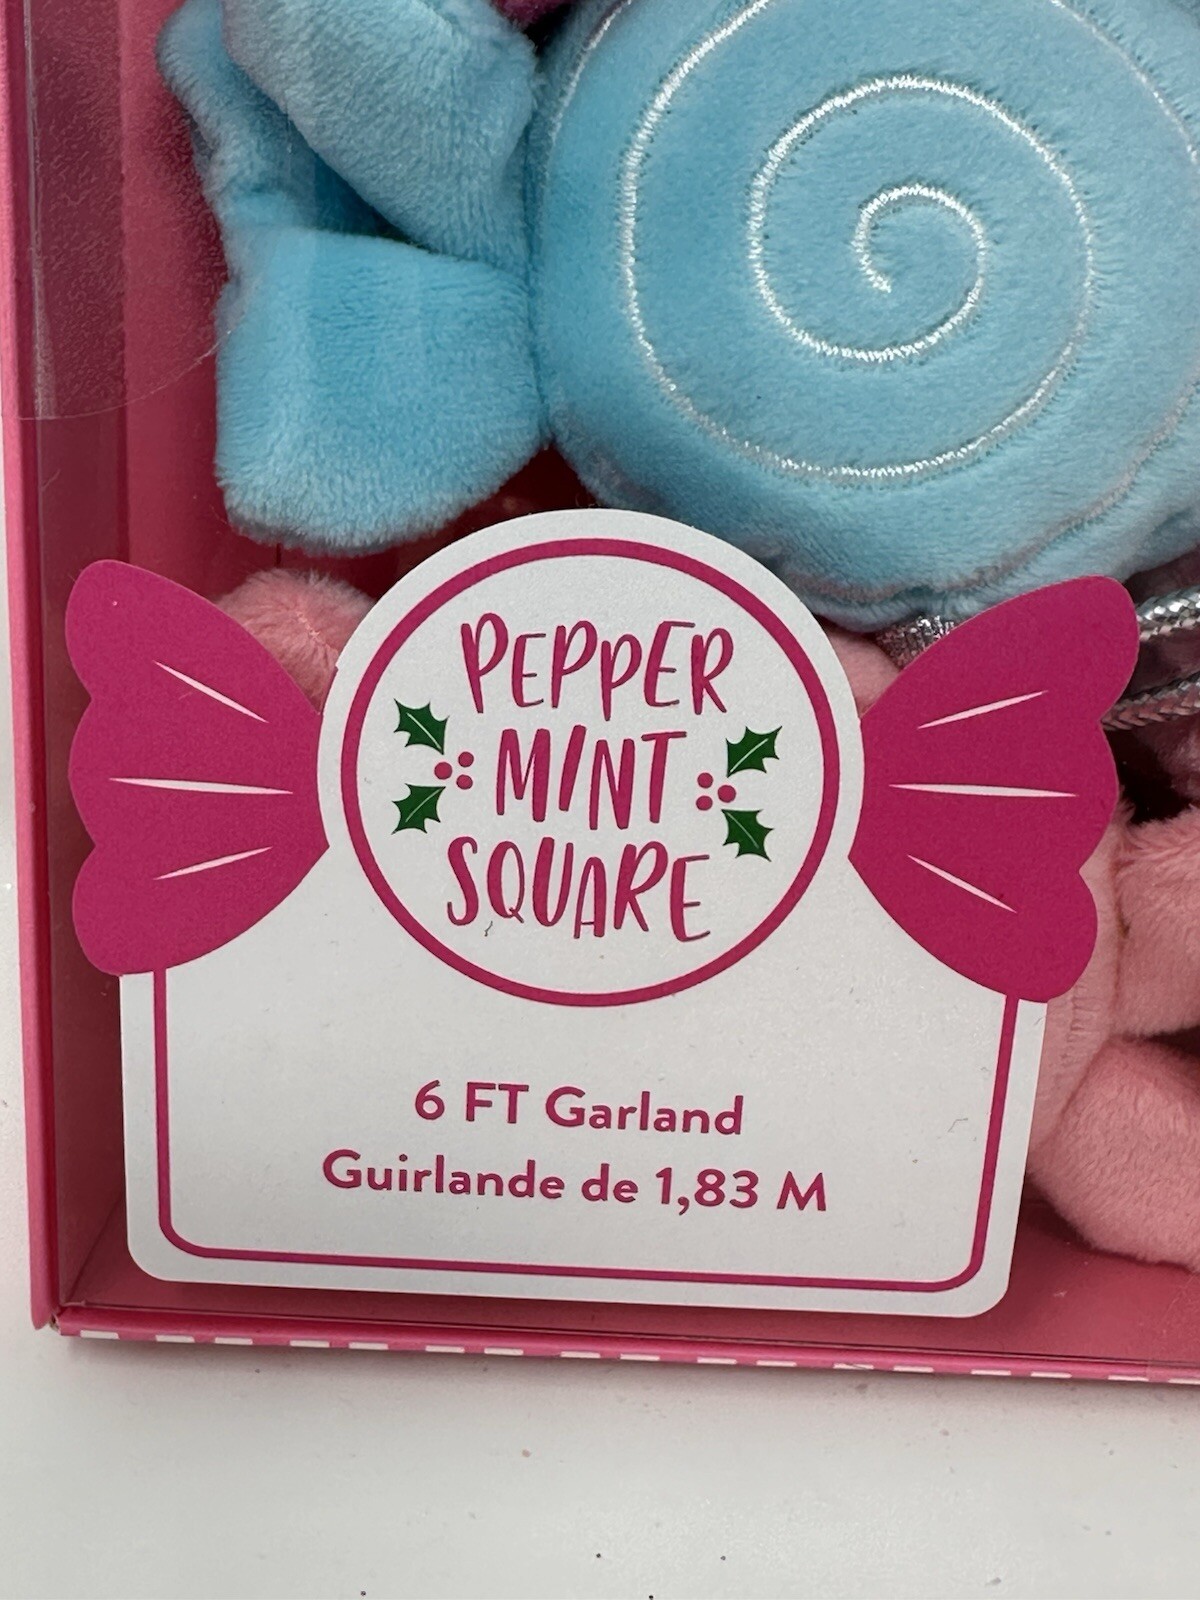 PEPPER
MINT
SQUARE
6 FT Garland
Guirlande de 1,83 M